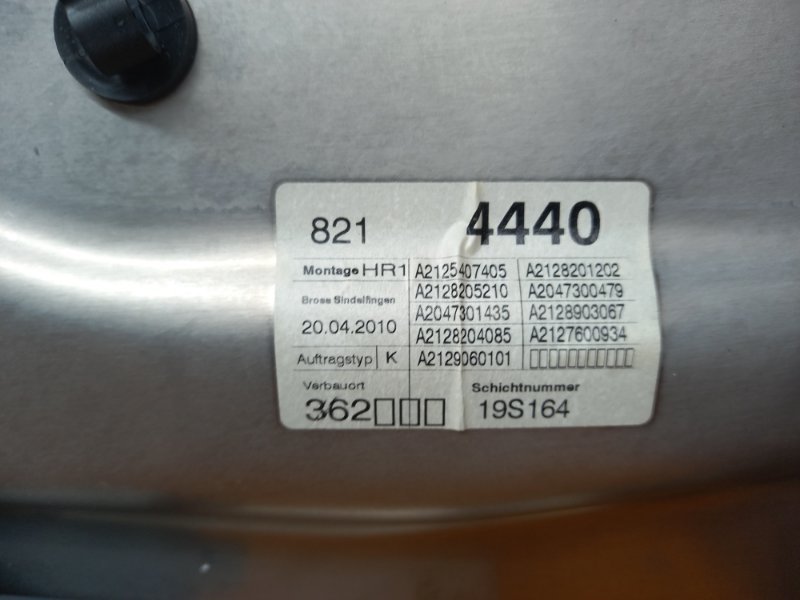 821 4440
Montage HR1 A2125407405 A2128201202
A2128205210 A2047300479
Brose Sindelfingen
A2047301435 A2128903067
20.04.2010
A2128204085 A2127600934
Auftragstyp K A2129060101 □□□□□□□□□□□
Verbauort Schichtnummer
362□□□ 19S164